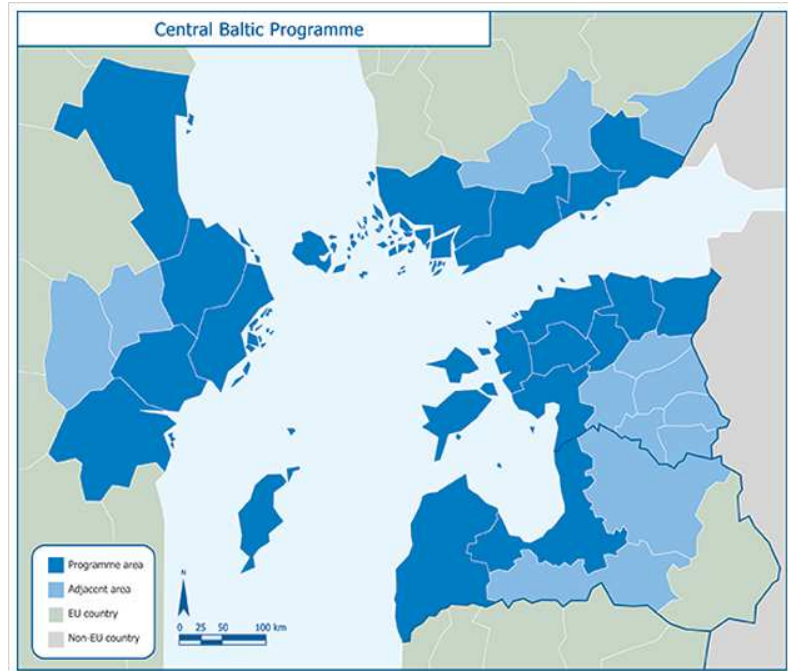 Central Baltic Programme
Programme area
Adjacent area
EU country
Non-EU country
N
0 25 50 100 km